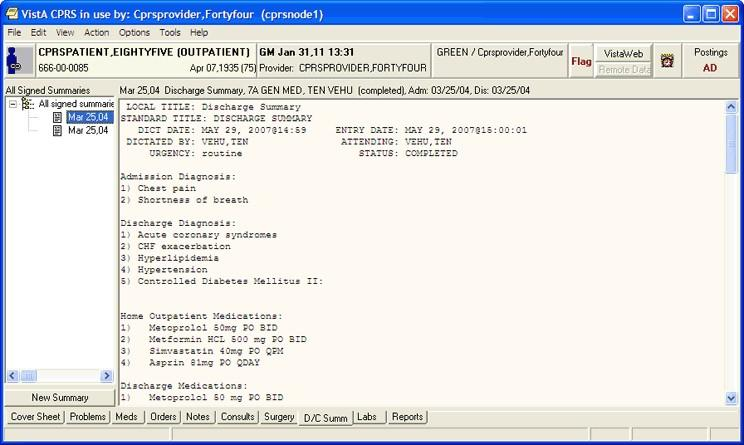 VistA CPRS in use by: Cprsprovider,Fortyfour (cprsnode1)
File Edit View Action Options Tools Help
CPRSPATIENT,EIGHTYFIVE (OUTPATIENT) GM Jan 31,11 13:31 GREEN / Cprsprovider,Fortyfour Flag VistaWeb Postings
666-00-0085 Apr 07,1935 (75) Provider: CPRSPROVIDER,FORTYFOUR Remote Data AD
All Signed Summaries Mar 25,04 Discharge Summary, 7A GEN MED, TEN VEHU (completed), Adm: 03/25/04, Dis: 03/25/04
All signed summarie
Mar 25,04
Mar 25,04
LOCAL TITLE: Discharge Summary
STANDARD TITLE: DISCHARGE SUMMARY
DICT DATE: MAY 29, 2007@14:59 ENTRY DATE: MAY 29, 2007@15:00:01
DICTATED BY: VEHU,TEN ATTENDING: VEHU,TEN
URGENCY: routine STATUS: COMPLETED
Admission Diagnosis:
1) Chest pain
2) Shortness of breath
Discharge Diagnosis:
1) Acute coronary syndromes
2) CHF exacerbation
3) Hyperlipidemia
4) Hypertension
5) Controlled Diabetes Mellitus II:
Home Outpatient Medications:
1) Metoprolol 50mg PO BID
2) Metformin HCL 500 mg PO BID
3) Simvastatin 40mg PO QPM
4) Asprin 81mg PO QDAY
Discharge Medications:
1) Metoprolol 50 mg PO BID
New Summary
Cover Sheet Problems Meds Orders Notes Consults Surgery D/C Summ Labs Reports